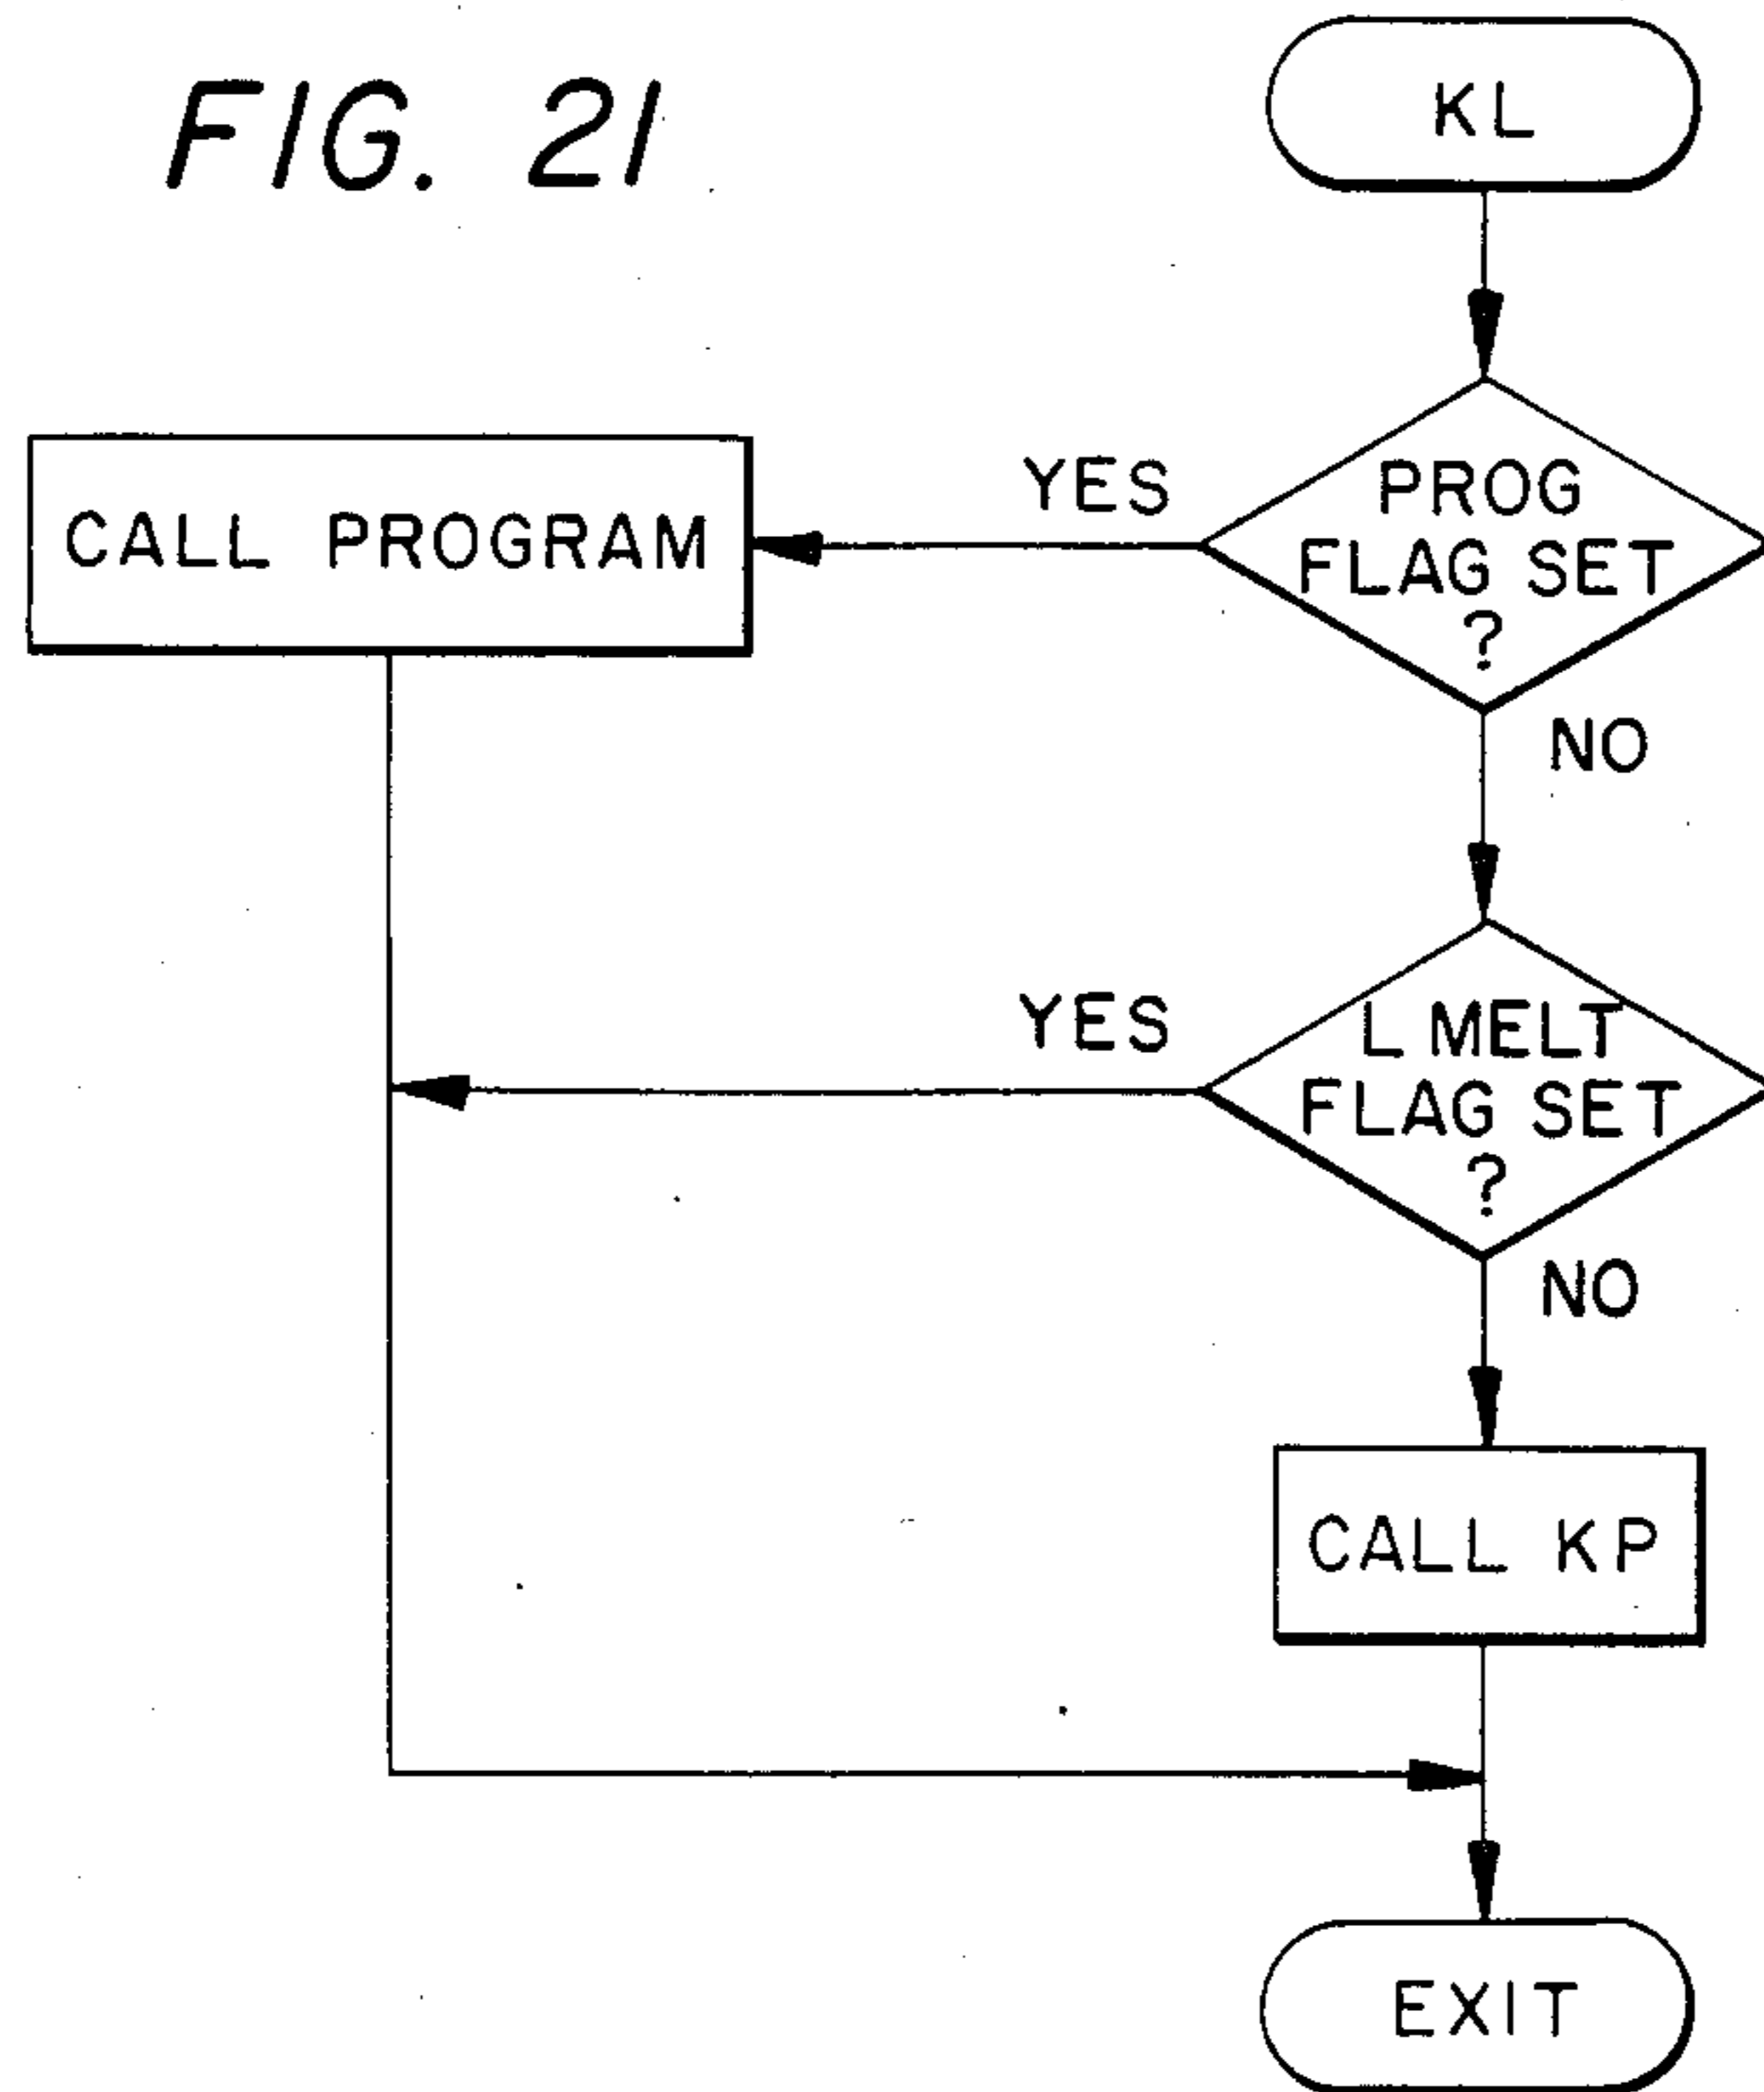 FIG. 21
KL
PROG
FLAG SET
?
YES
NO
CALL PROGRAM
L MELT
FLAG SET
?
YES
NO
CALL KP
EXIT